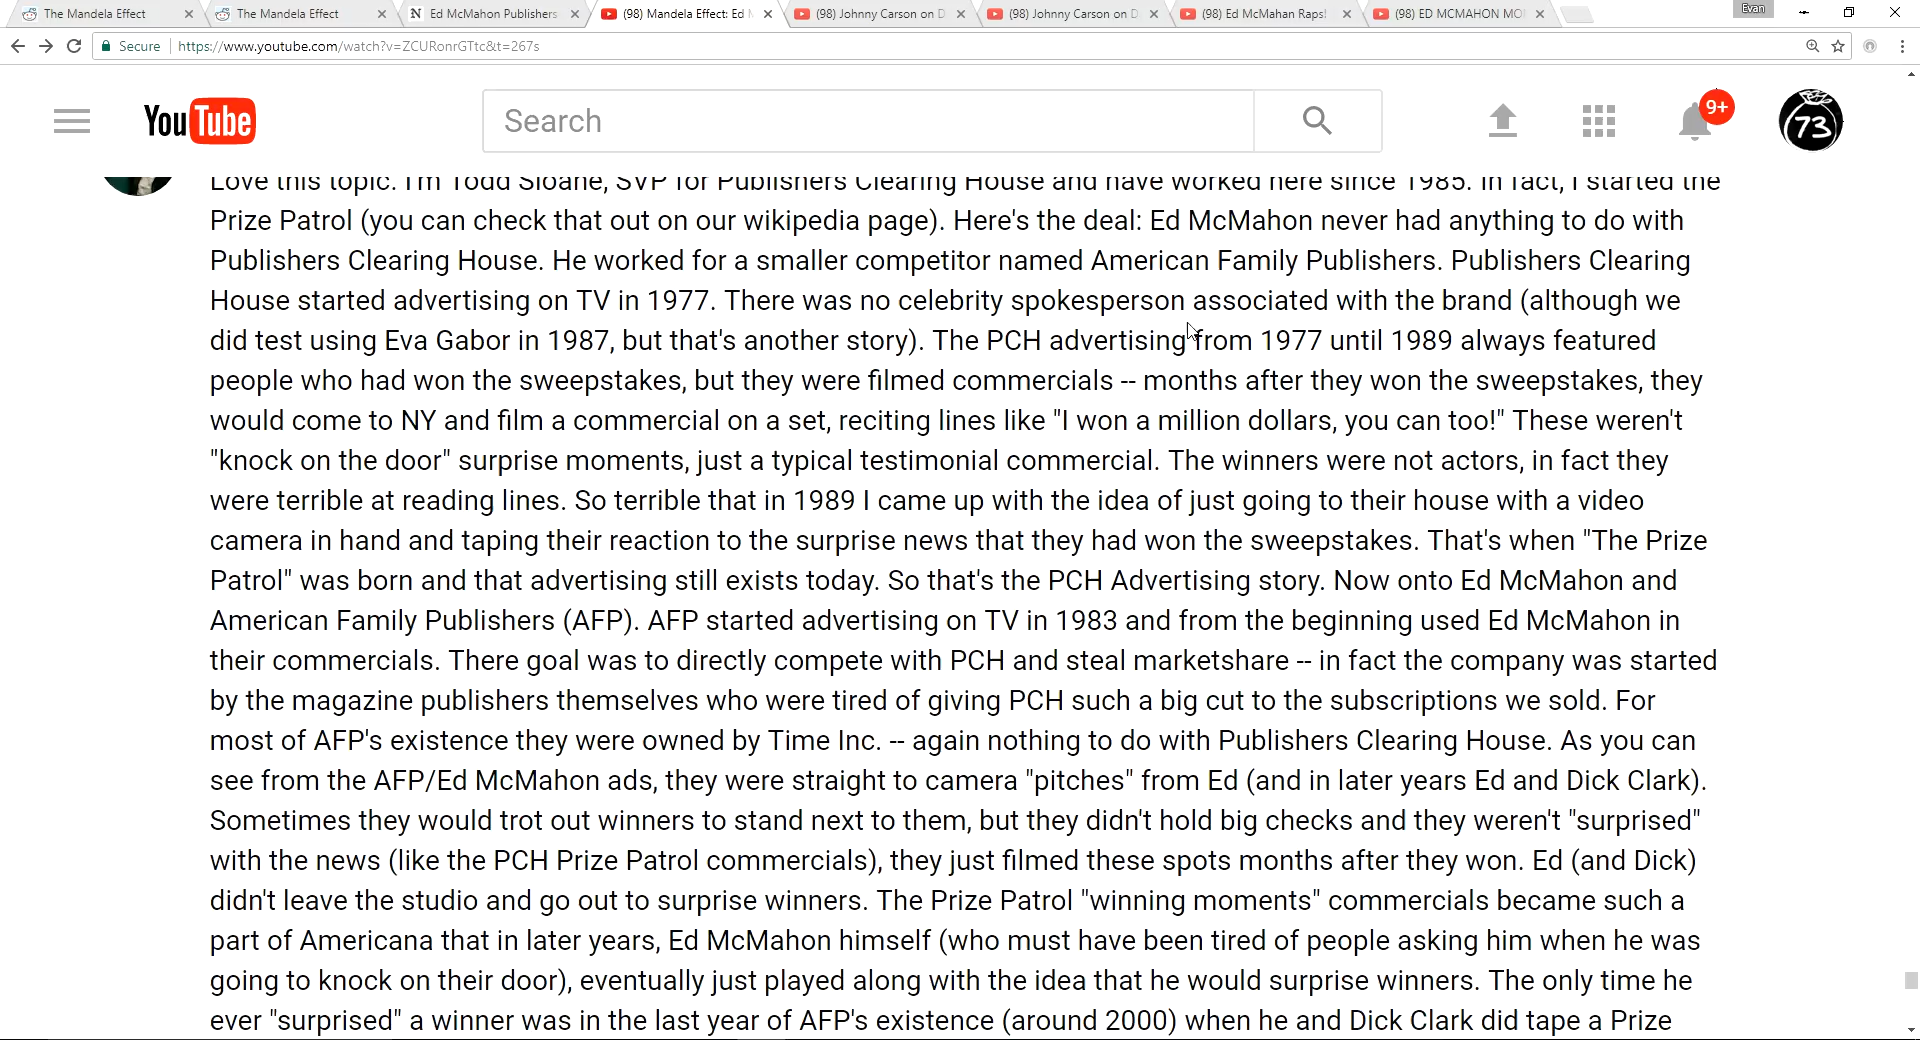 The Mandela Effect
The Mandela Effect
Ed McMahon Publishers
(98) Mandela Effect: Ed
(98) Johnny Carson on D
(98) Johnny Carson on D
(98) Ed McMahan Raps!
(98) ED MCMAHON MO
Evan
Secure
https://www.youtube.com/watch?v=ZCURonrGTtc&t=267s
YouTube
Search
9+
73
Love this topic. I'm Todd Sloane, SVP for Publishers Clearing House and have worked here since 1985. In fact, I started the
Prize Patrol (you can check that out on our wikipedia page). Here's the deal: Ed McMahon never had anything to do with
Publishers Clearing House. He worked for a smaller competitor named American Family Publishers. Publishers Clearing
House started advertising on TV in 1977. There was no celebrity spokesperson associated with the brand (although we
did test using Eva Gabor in 1987, but that's another story). The PCH advertising from 1977 until 1989 always featured
people who had won the sweepstakes, but they were filmed commercials -- months after they won the sweepstakes, they
would come to NY and film a commercial on a set, reciting lines like "I won a million dollars, you can too!" These weren't
"knock on the door" surprise moments, just a typical testimonial commercial. The winners were not actors, in fact they
were terrible at reading lines. So terrible that in 1989 I came up with the idea of just going to their house with a video
camera in hand and taping their reaction to the surprise news that they had won the sweepstakes. That's when "The Prize
Patrol" was born and that advertising still exists today. So that's the PCH Advertising story. Now onto Ed McMahon and
American Family Publishers (AFP). AFP started advertising on TV in 1983 and from the beginning used Ed McMahon in
their commercials. There goal was to directly compete with PCH and steal marketshare -- in fact the company was started
by the magazine publishers themselves who were tired of giving PCH such a big cut to the subscriptions we sold. For
most of AFP's existence they were owned by Time Inc. -- again nothing to do with Publishers Clearing House. As you can
see from the AFP/Ed McMahon ads, they were straight to camera "pitches" from Ed (and in later years Ed and Dick Clark).
Sometimes they would trot out winners to stand next to them, but they didn't hold big checks and they weren't "surprised"
with the news (like the PCH Prize Patrol commercials), they just filmed these spots months after they won. Ed (and Dick)
didn't leave the studio and go out to surprise winners. The Prize Patrol "winning moments" commercials became such a
part of Americana that in later years, Ed McMahon himself (who must have been tired of people asking him when he was
going to knock on their door), eventually just played along with the idea that he would surprise winners. The only time he
ever "surprised" a winner was in the last year of AFP's existence (around 2000) when he and Dick Clark did tape a Prize